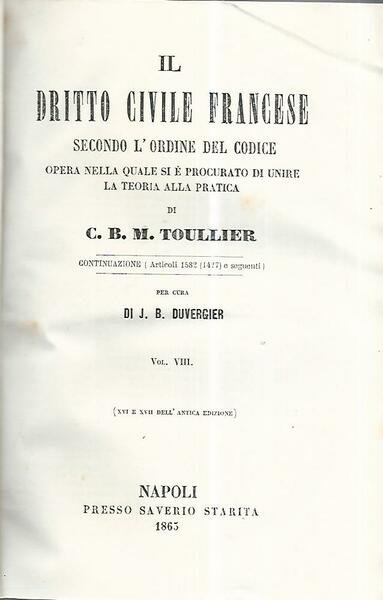 IL
DRITTO CIVILE FRANCESE
SECONDO L'ORDINE DEL CODICE
OPERA NELLA QUALE SI È PROCURATO DI UNIRE
LA TEORIA ALLA PRATICA
DI
C. B. M. TOULLIER
CONTINUAZIONE ( Articoli 1582 (1427) e seguenti )
PER CURA
DI J. B. DUVERGIER
VOL. VIII.
(XVI E XVII DELL'ANTICA EDIZIONE)
NAPOLI
PRESSO SAVERIO STARITA
1865